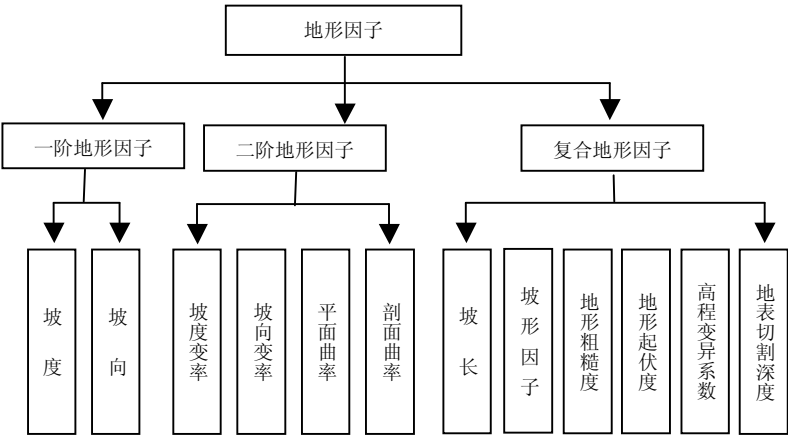 地形因子
一阶地形因子
二阶地形因子
复合地形因子
坡度
坡向
坡度变率
坡向变率
平面曲率
剖面曲率
坡长
坡形因子
地形粗糙度
地形起伏度
高程变异系数
地表切割深度